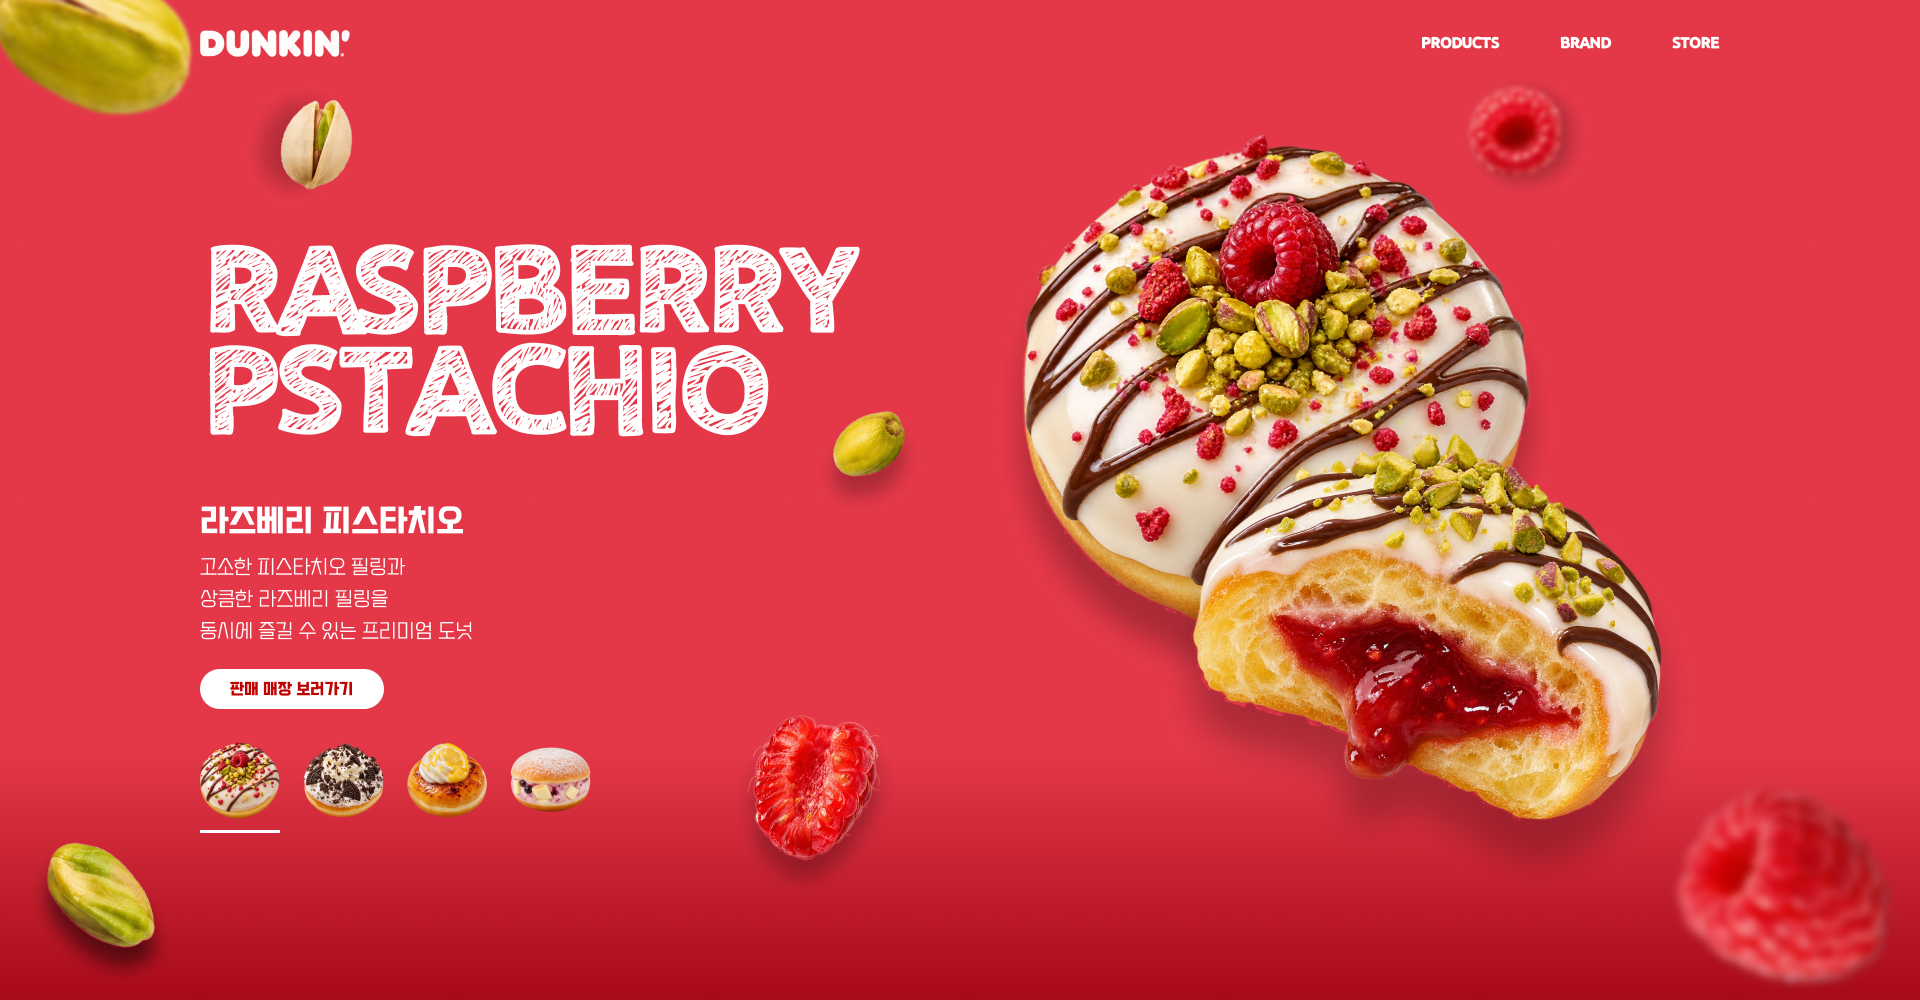 DUNKIN'
PRODUCTS
BRAND
STORE
RASPBERRY
PSTACHIO
라즈베리 피스타치오
고소한 피스타치오 필링과
상큼한 라즈베리 필링을
동시에 즐길 수 있는 프리미엄 도넛
판매 매장 보러가기